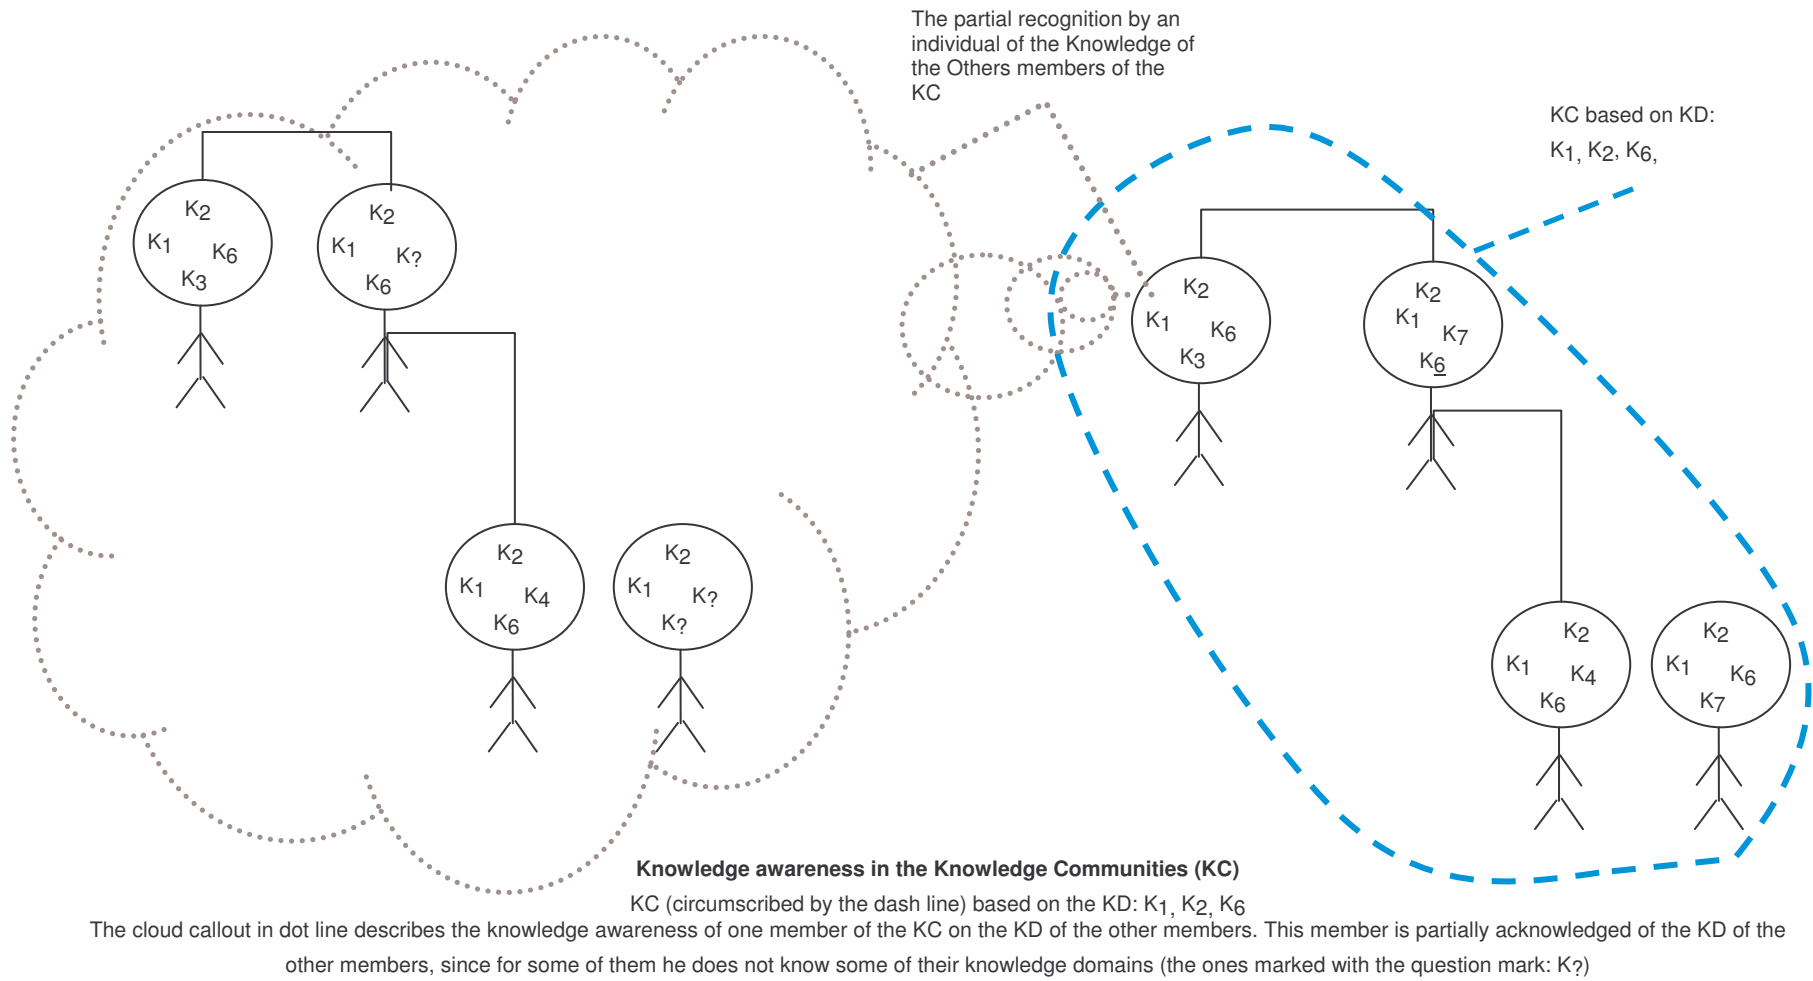 The partial recognition by an
individual of the Knowledge of
the Others members of the
KC
KC based on KD:
K1, K2, K6,
K2
K1 K6
K3
K2
K1 K?
K6
K2
K1 K6
K3
K2
K1 K7
K6
K2
K1 K4
K6
K2
K1 K?
K?
K2
K1 K4
K6
K2
K1 K6
K7
Knowledge awareness in the Knowledge Communities (KC)
KC (circumscribed by the dash line) based on the KD: K1, K2, K6
The cloud callout in dot line describes the knowledge awareness of one member of the KC on the KD of the other members. This member is partially acknowledged of the KD of the
other members, since for some of them he does not know some of their knowledge domains (the ones marked with the question mark: K?)